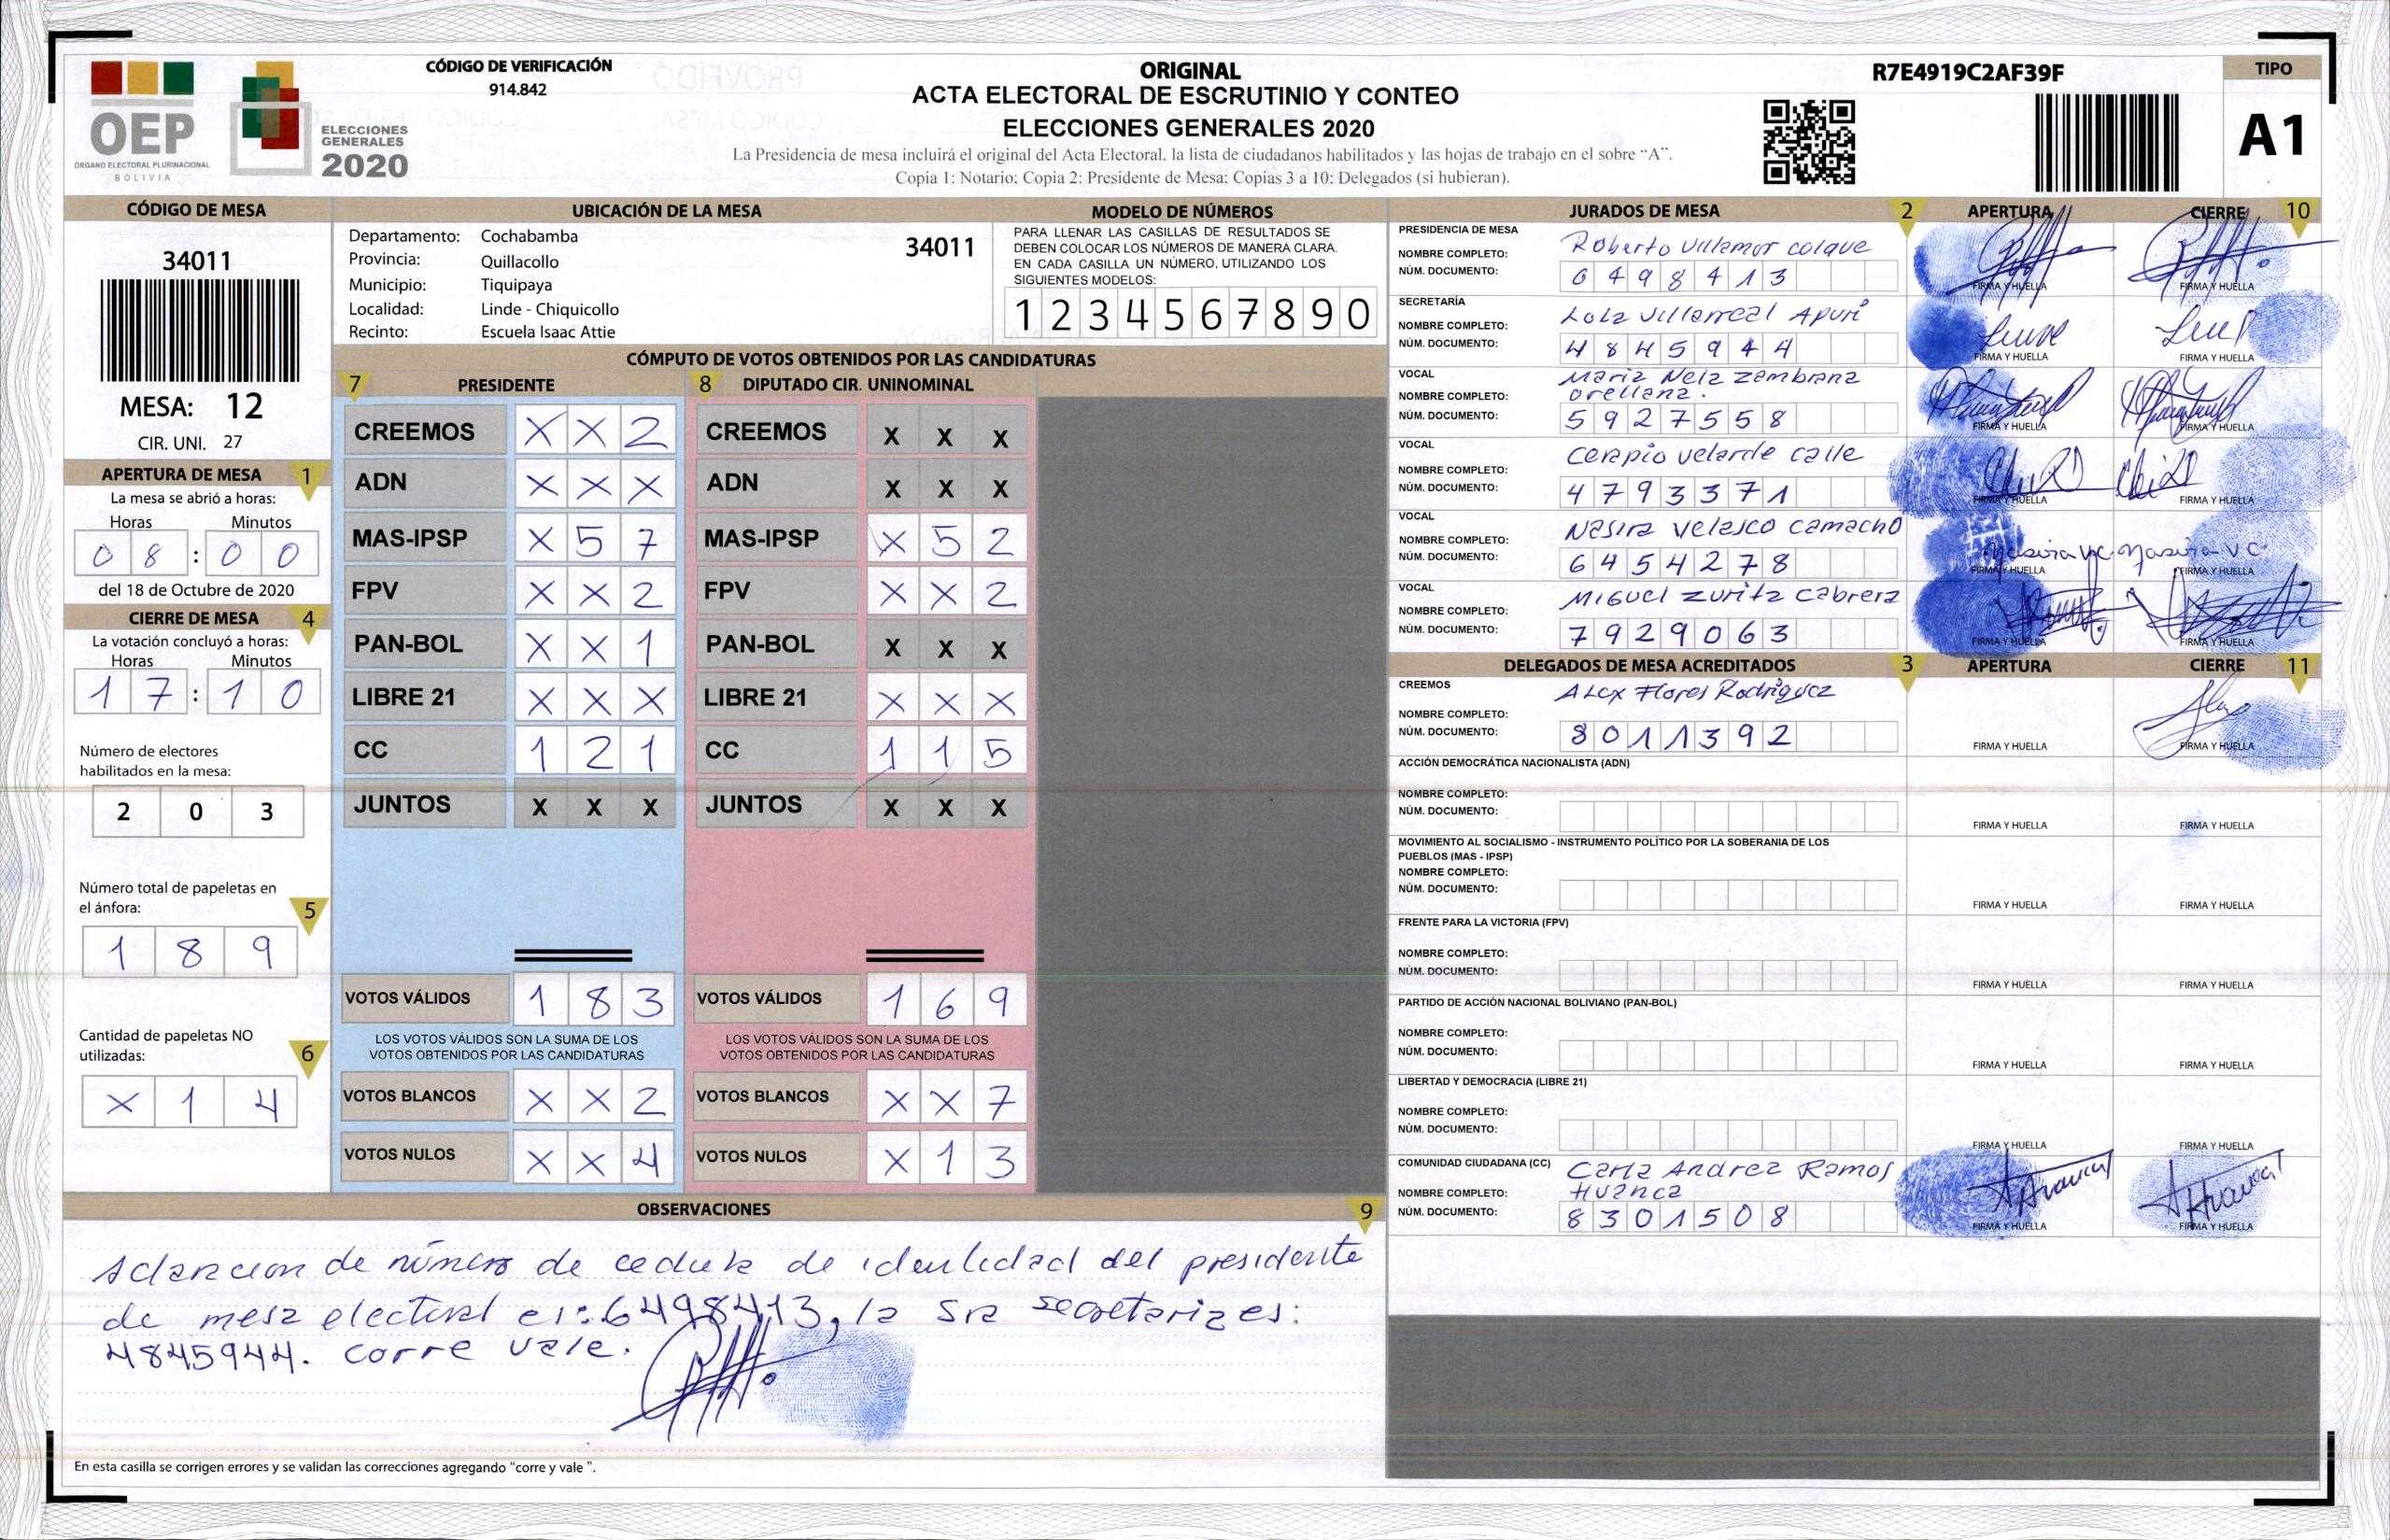 CÓDIGO DE VERIFICACIÓN
914.842
OEP
ÓRGANO ELECTORAL PLURINACIONAL
BOLIVIA
ELECCIONES
GENERALES
2020
ORIGINAL
ACTA ELECTORAL DE ESCRUTINIO Y CONTEO
ELECCIONES GENERALES 2020
La Presidencia de mesa incluirá el original del Acta Electoral, la lista de ciudadanos habilitados y las hojas de trabajo en el sobre “A”.
Copia 1: Notario; Copia 2: Presidente de Mesa; Copias 3 a 10: Delegados (si hubieran).
R7E4919C2AF39F
TIPO
A1
CÓDIGO DE MESA
34011
MESA: 12
CIR. UNI. 27
APERTURA DE MESA 1
La mesa se abrió a horas:
Horas Minutos
0 8 : 0 0
del 18 de Octubre de 2020
CIERRE DE MESA 4
La votación concluyó a horas:
Horas Minutos
1 7 : 1 0
Número de electores
habilitados en la mesa:
2 0 3
Número total de papeletas en
el ánfora: 5
1 8 9
Cantidad de papeletas NO
utilizadas: 6
X 1 4
UBICACIÓN DE LA MESA
Departamento: Cochabamba
34011
Provincia: Quillacollo
Municipio: Tiquipaya
Localidad: Linde - Chiquicollo
Recinto: Escuela Isaac Attie
MODELO DE NÚMEROS
PARA LLENAR LAS CASILLAS DE RESULTADOS SE
DEBEN COLOCAR LOS NÚMEROS DE MANERA CLARA.
EN CADA CASILLA UN NÚMERO, UTILIZANDO LOS
SIGUIENTES MODELOS:
1 2 3 4 5 6 7 8 9 0
CÓMPUTO DE VOTOS OBTENIDOS POR LAS CANDIDATURAS
7 PRESIDENTE
CREEMOS X X 2
ADN X X X
MAS-IPSP X 5 7
FPV X X 2
PAN-BOL X X 1
LIBRE 21 X X X
CC 1 2 1
JUNTOS X X X
VOTOS VÁLIDOS 1 8 3
LOS VOTOS VÁLIDOS SON LA SUMA DE LOS
VOTOS OBTENIDOS POR LAS CANDIDATURAS
VOTOS BLANCOS X X 2
VOTOS NULOS X X 4
8 DIPUTADO CIR. UNINOMINAL
CREEMOS X X X
ADN X X X
MAS-IPSP X 5 2
FPV X X 2
PAN-BOL X X X
LIBRE 21 X X X
CC 1 1 5
JUNTOS X X X
VOTOS VÁLIDOS 1 6 9
LOS VOTOS VÁLIDOS SON LA SUMA DE LOS
VOTOS OBTENIDOS POR LAS CANDIDATURAS
VOTOS BLANCOS X X 7
VOTOS NULOS X 1 3
OBSERVACIONES 9
Aclaracion de número de cedula de identidad del presidente
de mesa electoral es: 6498413, la Sra secretaria es:
4845944. corre vale.
En esta casilla se corrigen errores y se validan las correcciones agregando "corre y vale ".
JURADOS DE MESA 2 APERTURA CIERRE 10
PRESIDENCIA DE MESA
NOMBRE COMPLETO: Roberto Villamor colque
NÚM. DOCUMENTO: 6 4 9 8 4 1 3
FIRMA Y HUELLA FIRMA Y HUELLA
SECRETARÍA
NOMBRE COMPLETO: Lola Villarreal Apuri
NÚM. DOCUMENTO: 4 8 4 5 9 4 4
FIRMA Y HUELLA FIRMA Y HUELLA
VOCAL
NOMBRE COMPLETO: Maria Nela Zambrana
orellana.
NÚM. DOCUMENTO: 5 9 2 7 5 5 8
FIRMA Y HUELLA FIRMA Y HUELLA
VOCAL
NOMBRE COMPLETO: Cerapio velarde calle
NÚM. DOCUMENTO: 4 7 9 3 3 7 1
FIRMA Y HUELLA FIRMA Y HUELLA
VOCAL
NOMBRE COMPLETO: Nasira Velasco Camacho
NÚM. DOCUMENTO: 6 4 5 4 2 7 8
Nasira VC Nasira VC
FIRMA Y HUELLA FIRMA Y HUELLA
VOCAL
NOMBRE COMPLETO: Miguel Zurita Cabrera
NÚM. DOCUMENTO: 7 9 2 9 0 6 3
FIRMA Y HUELLA FIRMA Y HUELLA
DELEGADOS DE MESA ACREDITADOS 3 APERTURA CIERRE 11
CREEMOS
NOMBRE COMPLETO: Alex Flores Rodriguez
NÚM. DOCUMENTO: 8 0 1 1 3 9 2
FIRMA Y HUELLA FIRMA Y HUELLA
ACCIÓN DEMOCRÁTICA NACIONALISTA (ADN)
NOMBRE COMPLETO:
NÚM. DOCUMENTO:
FIRMA Y HUELLA FIRMA Y HUELLA
MOVIMIENTO AL SOCIALISMO - INSTRUMENTO POLÍTICO POR LA SOBERANIA DE LOS
PUEBLOS (MAS - IPSP)
NOMBRE COMPLETO:
NÚM. DOCUMENTO:
FIRMA Y HUELLA FIRMA Y HUELLA
FRENTE PARA LA VICTORIA (FPV)
NOMBRE COMPLETO:
NÚM. DOCUMENTO:
FIRMA Y HUELLA FIRMA Y HUELLA
PARTIDO DE ACCIÓN NACIONAL BOLIVIANO (PAN-BOL)
NOMBRE COMPLETO:
NÚM. DOCUMENTO:
FIRMA Y HUELLA FIRMA Y HUELLA
LIBERTAD Y DEMOCRACIA (LIBRE 21)
NOMBRE COMPLETO:
NÚM. DOCUMENTO:
FIRMA Y HUELLA FIRMA Y HUELLA
COMUNIDAD CIUDADANA (CC)
NOMBRE COMPLETO: Carla Andrea Ramos
Huanca
NÚM. DOCUMENTO: 8 3 0 1 5 0 8
FIRMA Y HUELLA FIRMA Y HUELLA